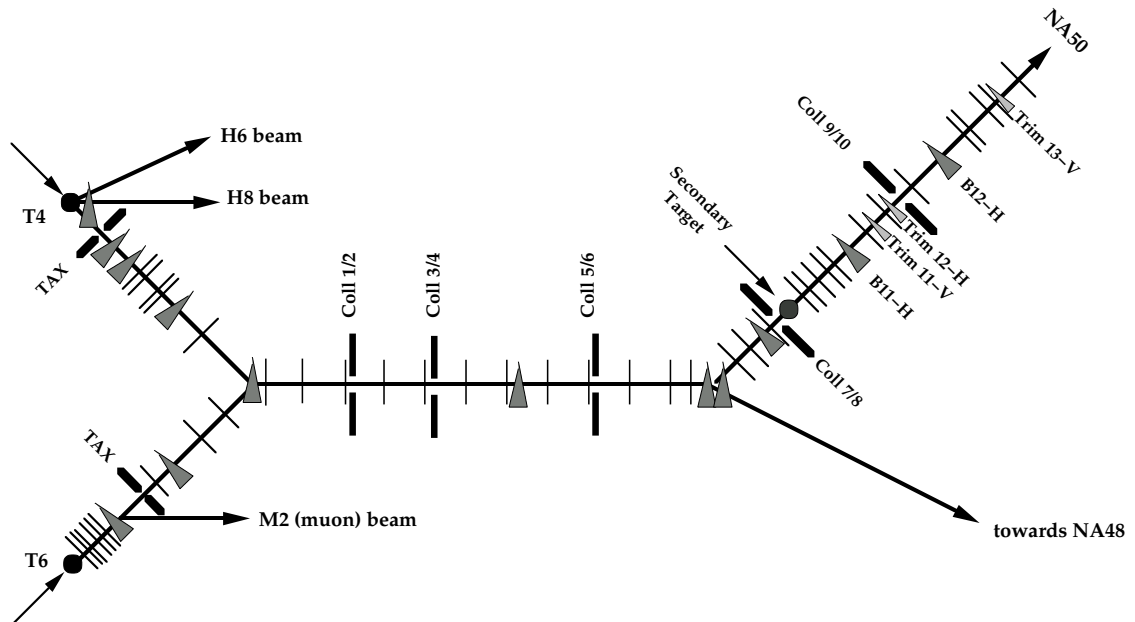 NA50
Coll 9/10
Trim 13–V
H6 beam
B12–H
Secondary
Target
H8 beam
T4
Trim 12–H
Trim 11–V
TAX
B11–H
Coll 1/2
Coll 3/4
Coll 5/6
Coll 7/8
TAX
M2 (muon) beam
towards NA48
T6